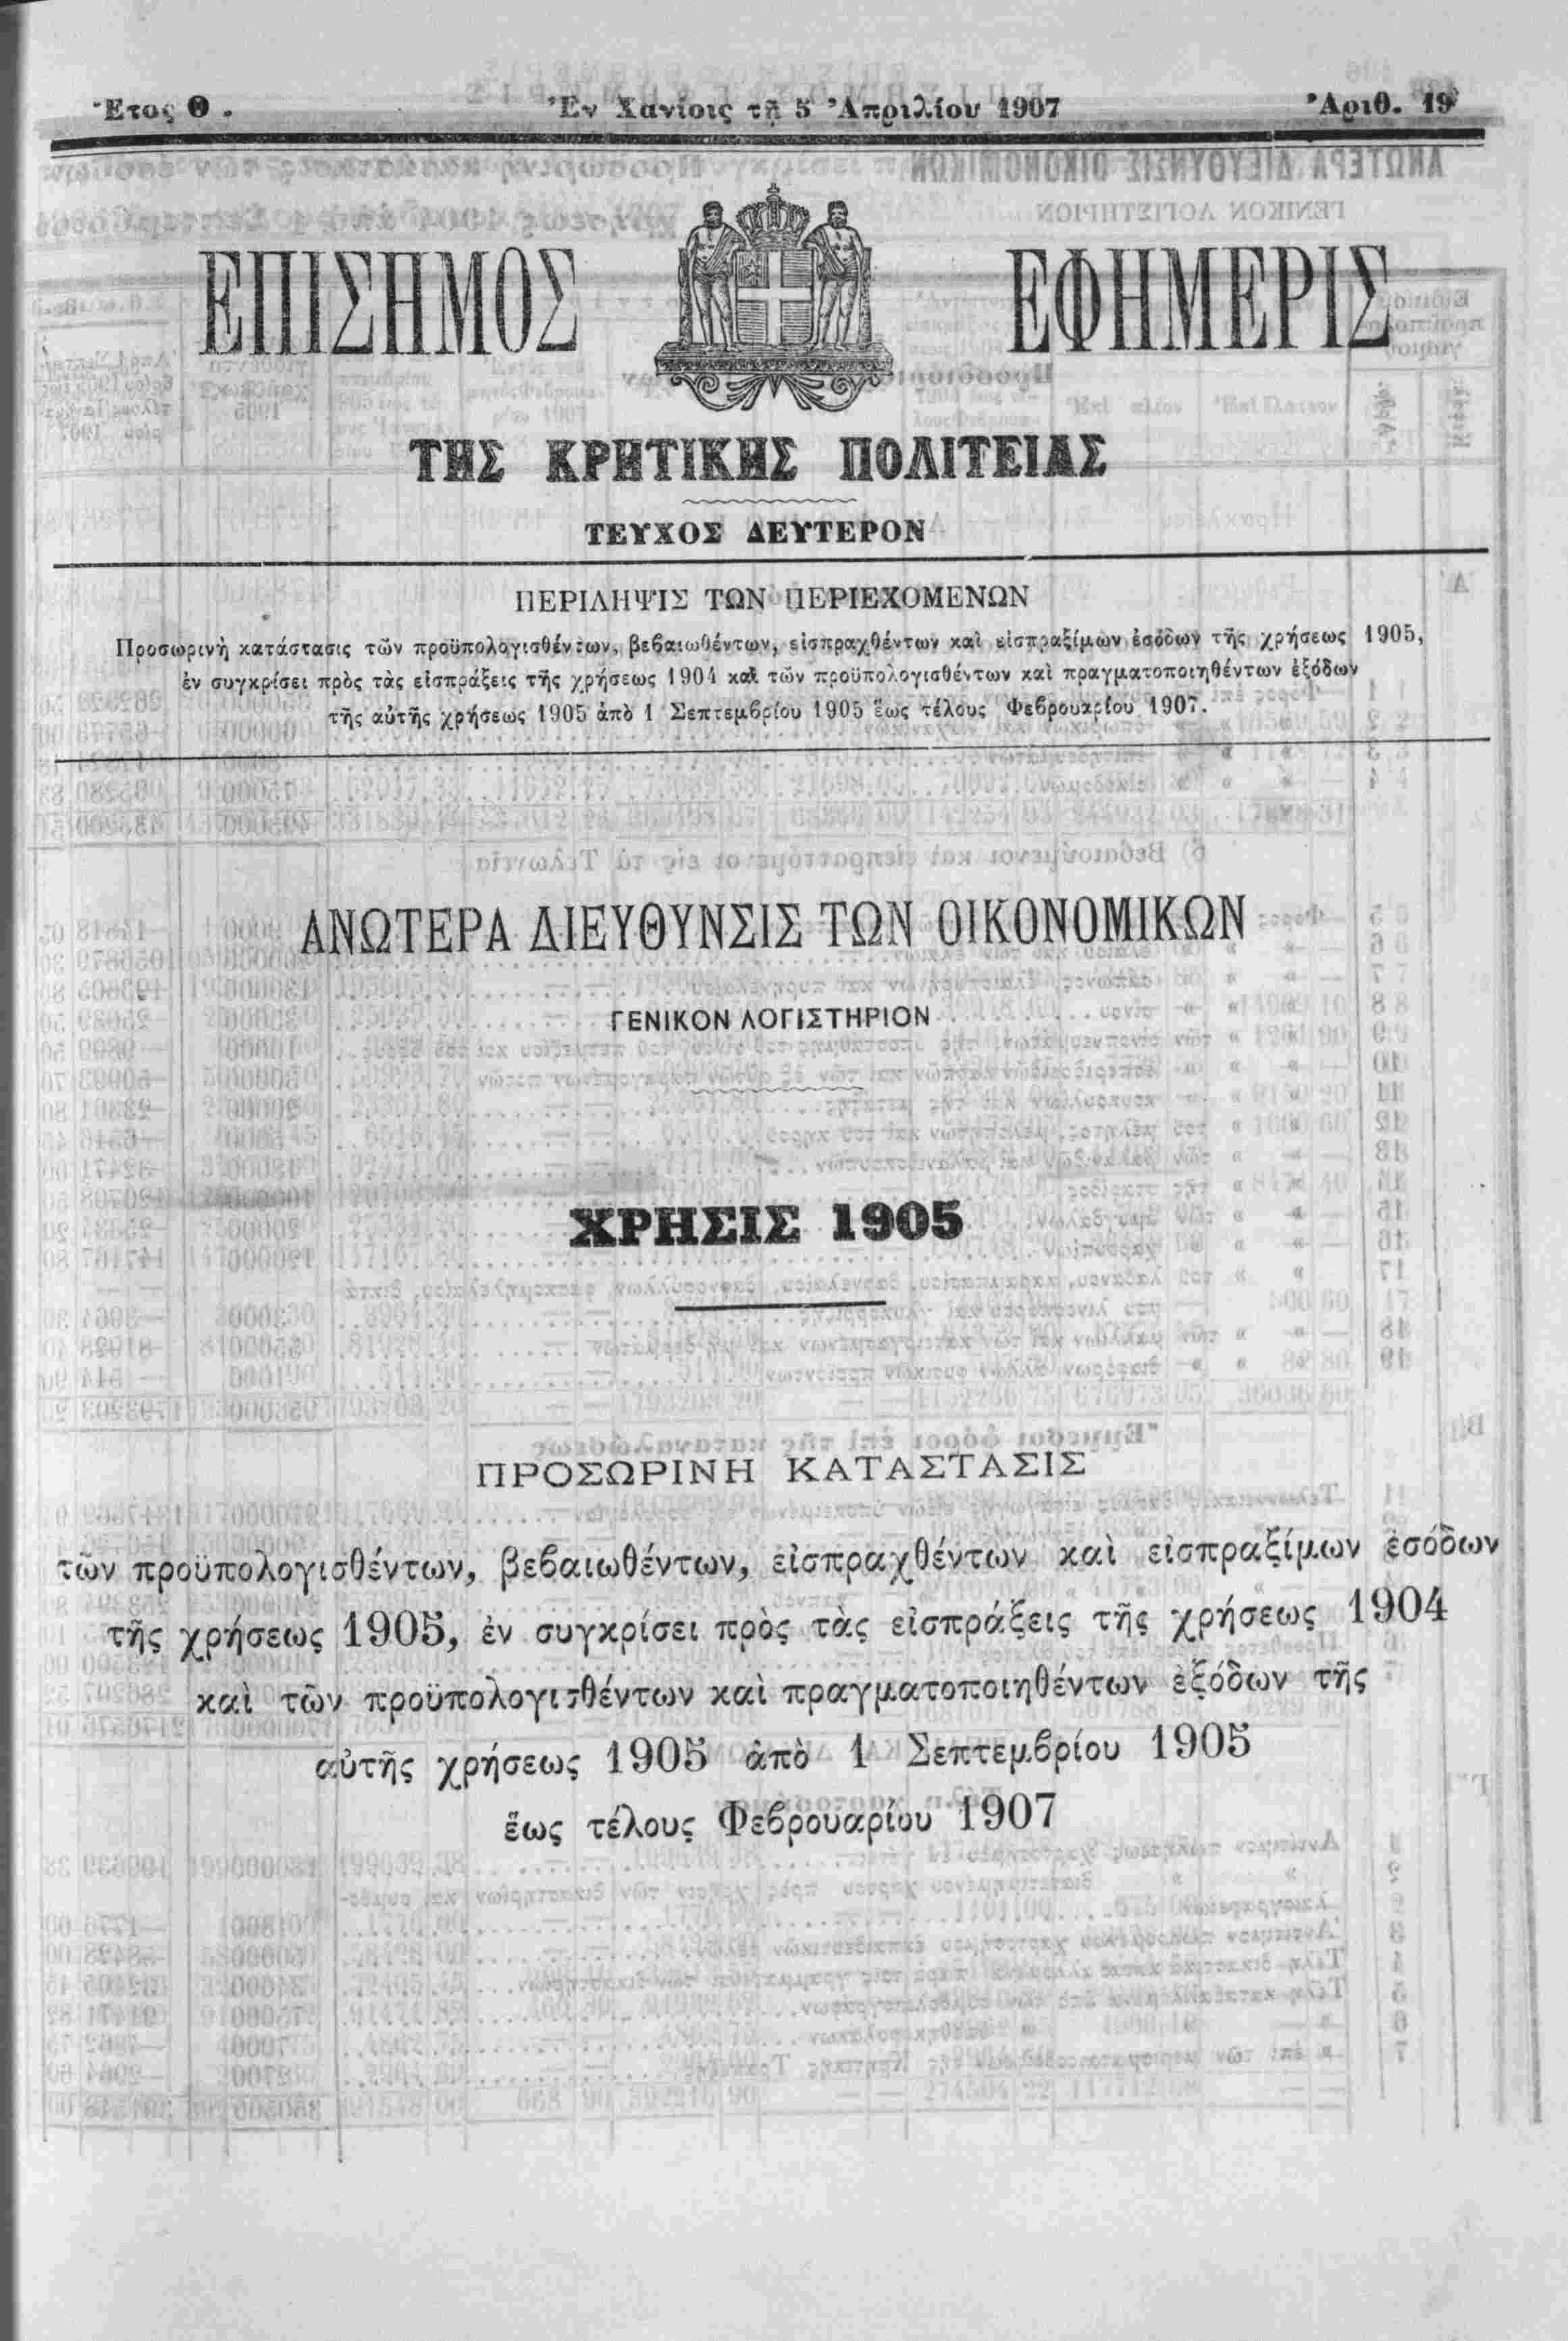 Ἔτος Θ.
Ἐν Χανίοις τῇ 5 Ἀπριλίου 1907
Ἀριθ. 19
ΕΠΙΣΗΜΟΣ ΕΦΗΜΕΡΙΣ
ΤΗΣ ΚΡΗΤΙΚΗΣ ΠΟΛΙΤΕΙΑΣ
ΤΕΥΧΟΣ ΔΕΥΤΕΡΟΝ
ΠΕΡΙΛΗΨΙΣ ΤΩΝ ΠΕΡΙΕΧΟΜΕΝΩΝ
Προσωρινὴ κατάστασις τῶν προϋπολογισθέντων, βεβαιωθέντων, εἰσπραχθέντων καὶ εἰσπραξίμων ἐσόδων τῆς χρήσεως 1905,
ἐν συγκρίσει πρὸς τὰς εἰσπράξεις τῆς χρήσεως 1904 καὶ τῶν προϋπολογισθέντων καὶ πραγματοποιηθέντων ἐξόδων
τῆς αὐτῆς χρήσεως 1905 ἀπὸ 1 Σεπτεμβρίου 1905 ἕως τέλους Φεβρουαρίου 1907.
ΑΝΩΤΕΡΑ ΔΙΕΥΘΥΝΣΙΣ ΤΩΝ ΟΙΚΟΝΟΜΙΚΩΝ
ΓΕΝΙΚΟΝ ΛΟΓΙΣΤΗΡΙΟΝ
ΧΡΗΣΙΣ 1905
ΠΡΟΣΩΡΙΝΗ ΚΑΤΑΣΤΑΣΙΣ
τῶν προϋπολογισθέντων, βεβαιωθέντων, εἰσπραχθέντων καὶ εἰσπραξίμων ἐσόδων
τῆς χρήσεως 1905, ἐν συγκρίσει πρὸς τὰς εἰσπράξεις τῆς χρήσεως 1904
καὶ τῶν προϋπολογισθέντων καὶ πραγματοποιηθέντων ἐξόδων τῆς
αὐτῆς χρήσεως 1905 ἀπὸ 1 Σεπτεμβρίου 1905
ἕως τέλους Φεβρουαρίου 1907